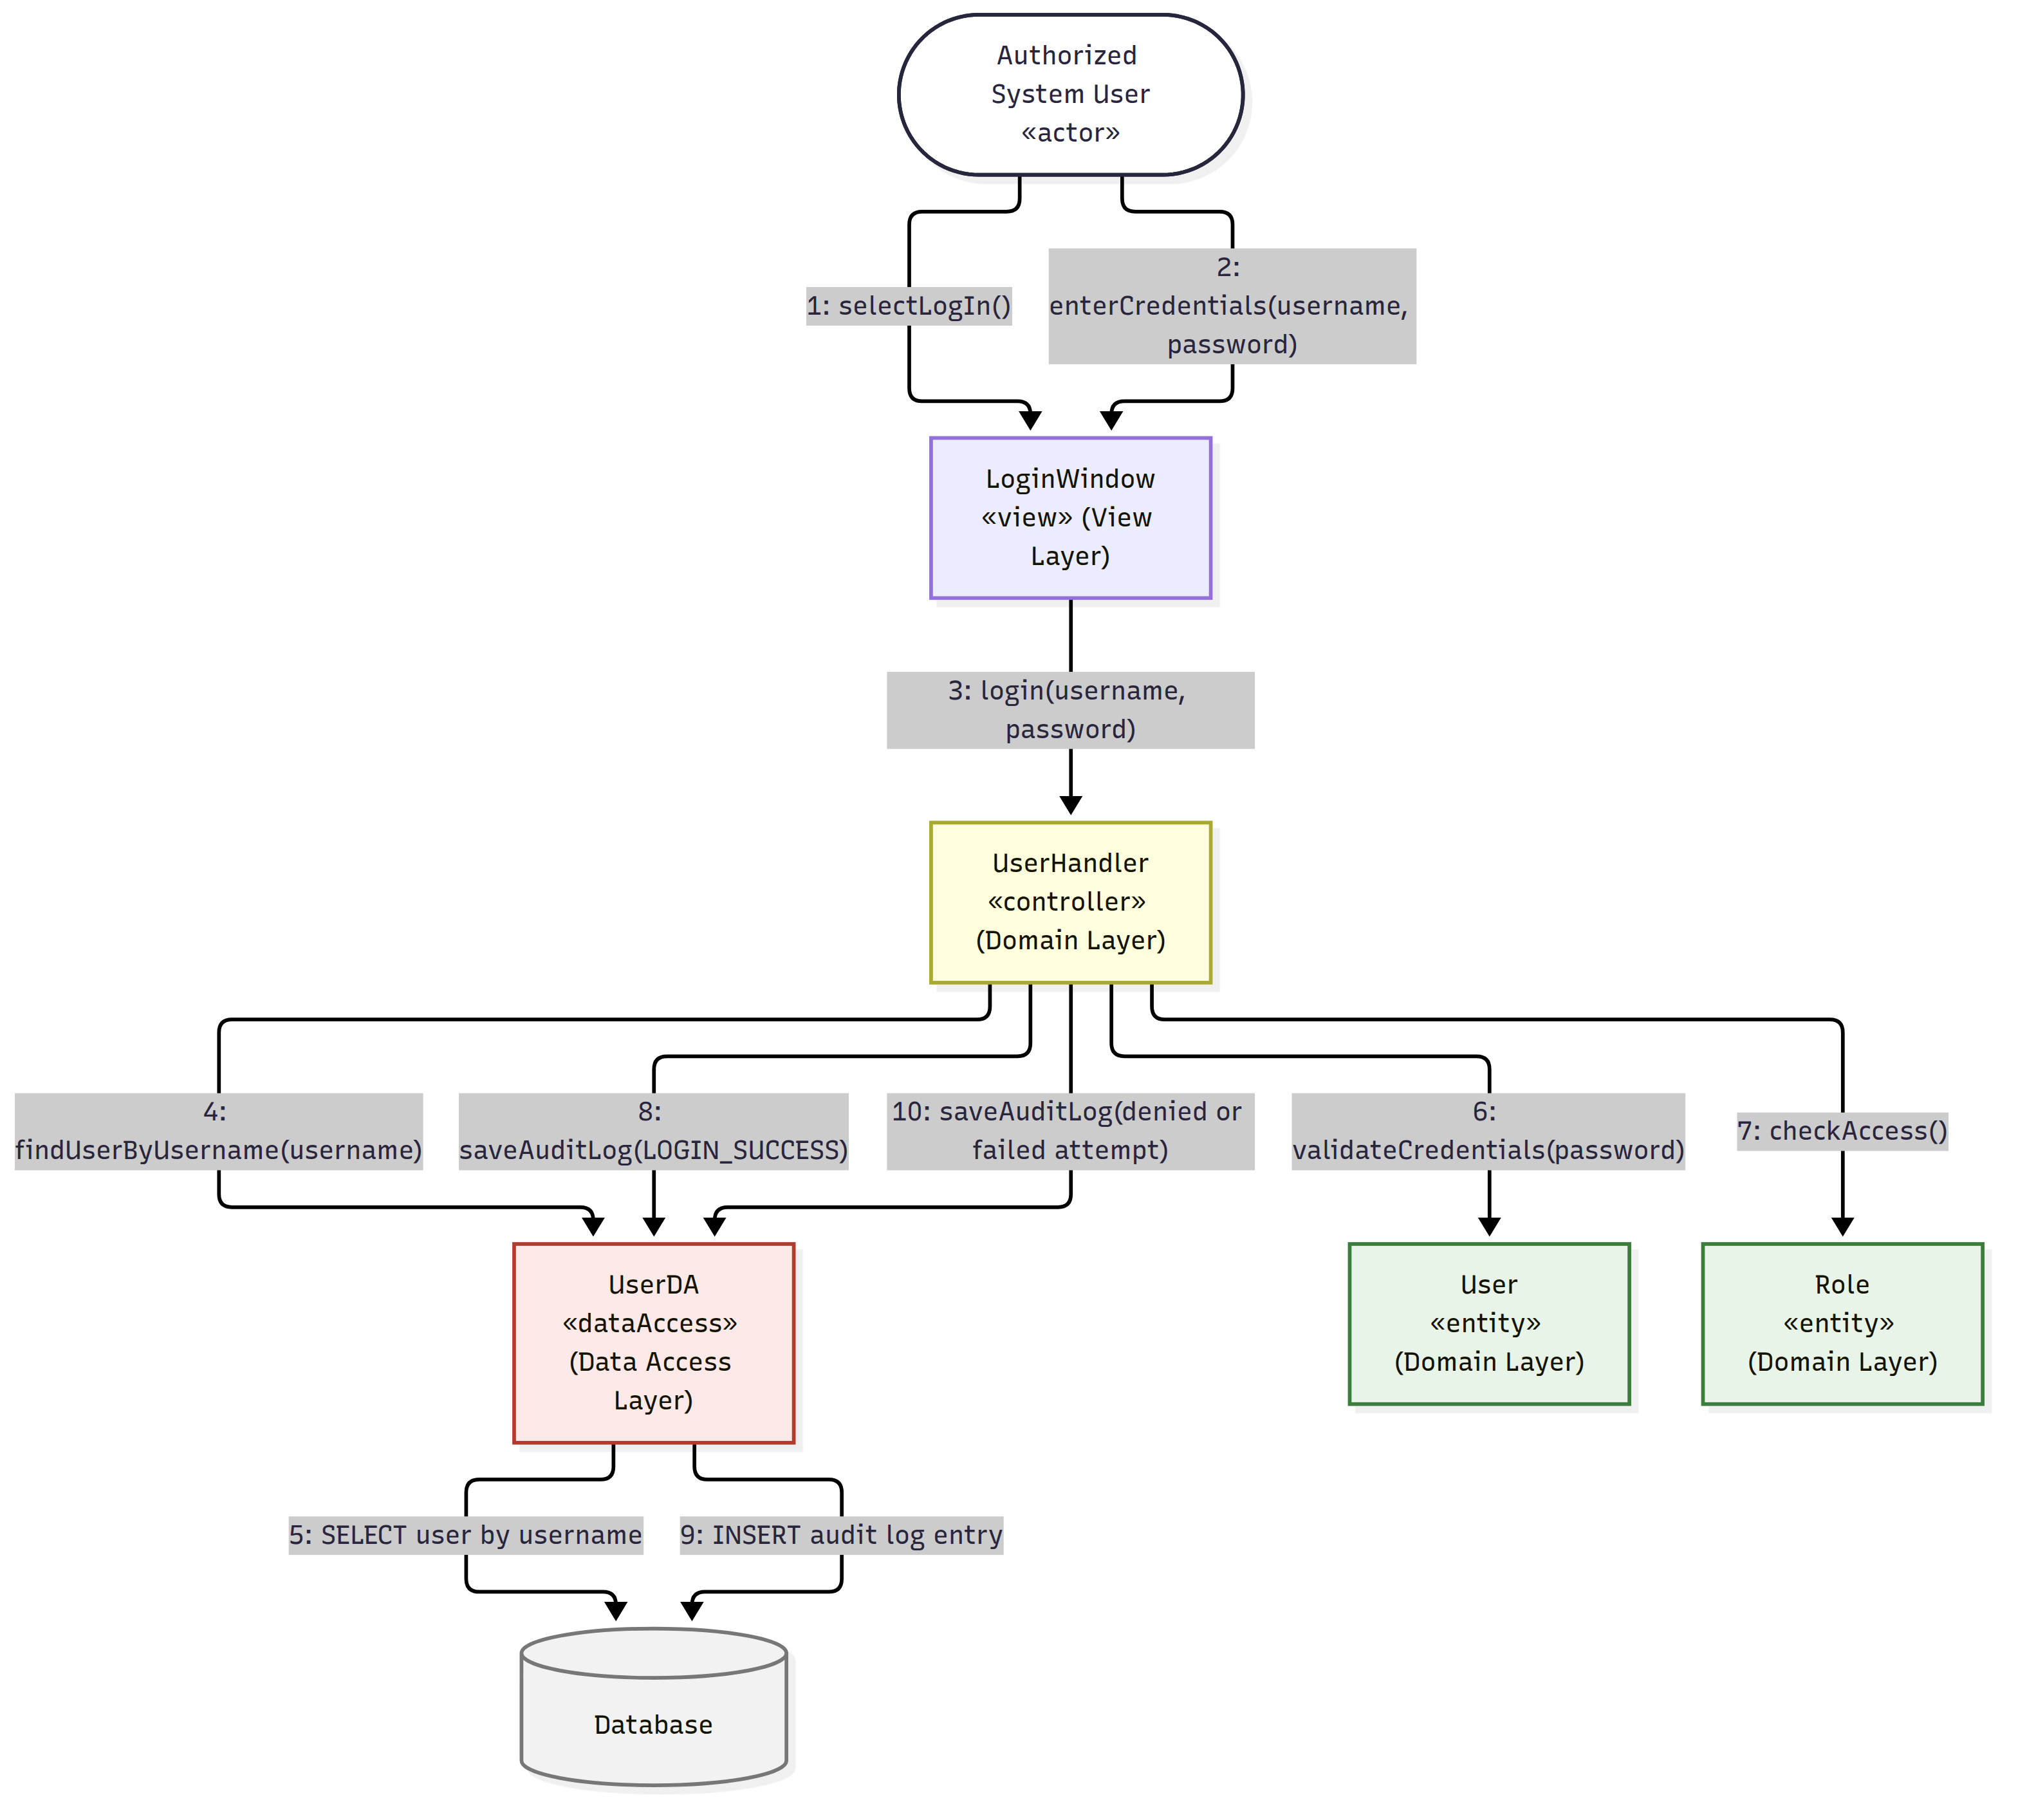 Authorized
System User
«actor»
1: selectLogIn()
2:
enterCredentials(username,
password)
LoginWindow
«view» (View
Layer)
3: login(username,
password)
UserHandler
«controller»
(Domain Layer)
4:
findUserByUsername(username)
8:
saveAuditLog(LOGIN_SUCCESS)
10: saveAuditLog(denied or
failed attempt)
6:
validateCredentials(password)
7: checkAccess()
UserDA
«dataAccess»
(Data Access
Layer)
User
«entity»
(Domain Layer)
Role
«entity»
(Domain Layer)
5: SELECT user by username
9: INSERT audit log entry
Database